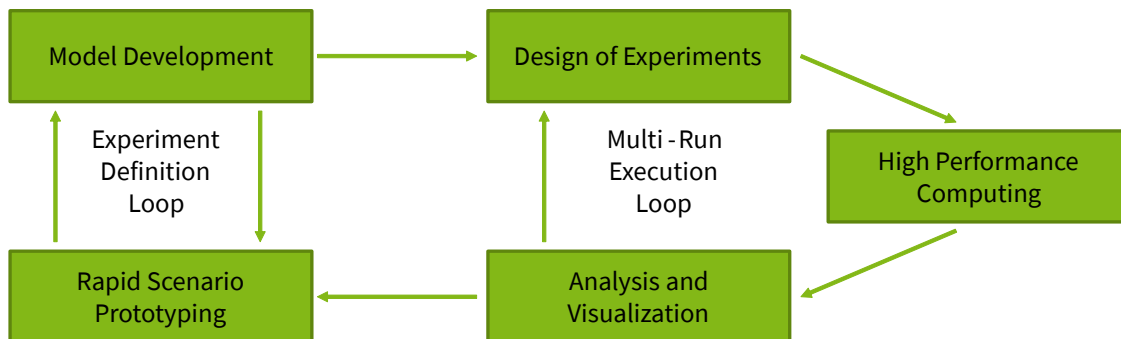 Model Development
Design of Experiments
Experiment
Definition
Loop
Multi-Run
Execution
Loop
High Performance
Computing
Rapid Scenario
Prototyping
Analysis and
Visualization